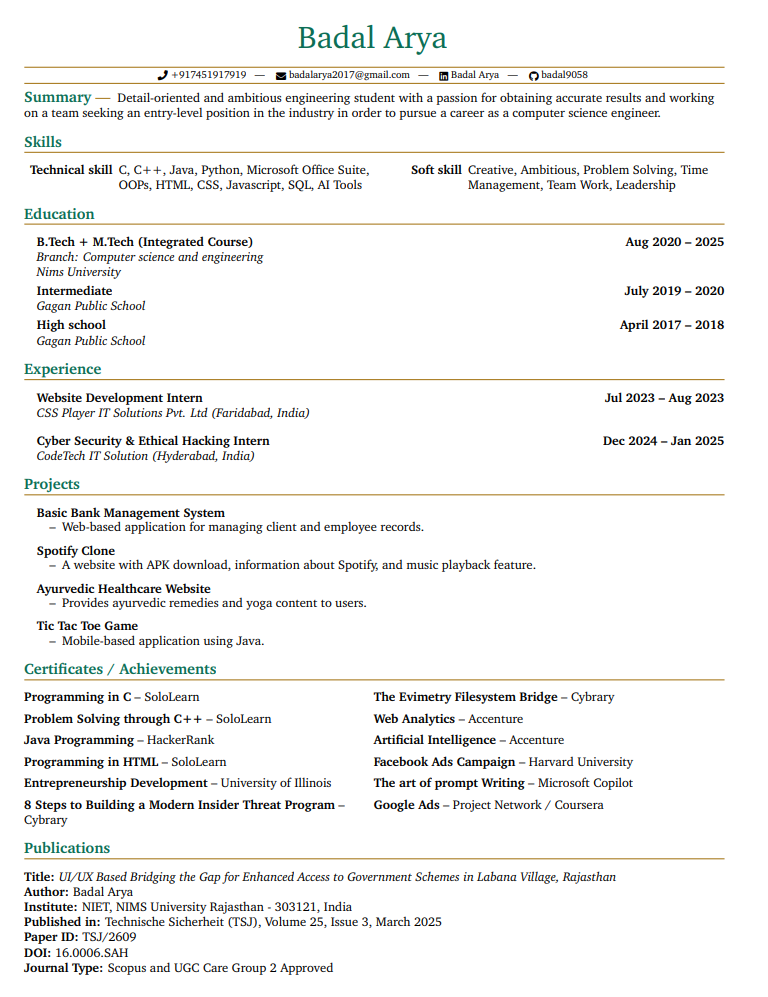 Badal Arya
+917451917919 — badalarya2017@gmail.com — Badal Arya — badal9058
Summary — Detail-oriented and ambitious engineering student with a passion for obtaining accurate results and working
on a team seeking an entry-level position in the industry in order to pursue a career as a computer science engineer.
Skills
Technical skill C, C++, Java, Python, Microsoft Office Suite,
OOPs, HTML, CSS, Javascript, SQL, AI Tools
Soft skill Creative, Ambitious, Problem Solving, Time
Management, Team Work, Leadership
Education
B.Tech + M.Tech (Integrated Course) Aug 2020 – 2025
Branch: Computer science and engineering
Nims University
Intermediate July 2019 – 2020
Gagan Public School
High school April 2017 – 2018
Gagan Public School
Experience
Website Development Intern Jul 2023 – Aug 2023
CSS Player IT Solutions Pvt. Ltd (Faridabad, India)
Cyber Security & Ethical Hacking Intern Dec 2024 – Jan 2025
CodeTech IT Solution (Hyderabad, India)
Projects
Basic Bank Management System
– Web-based application for managing client and employee records.
Spotify Clone
– A website with APK download, information about Spotify, and music playback feature.
Ayurvedic Healthcare Website
– Provides ayurvedic remedies and yoga content to users.
Tic Tac Toe Game
– Mobile-based application using Java.
Certificates / Achievements
Programming in C – SoloLearn
Problem Solving through C++ – SoloLearn
Java Programming – HackerRank
Programming in HTML – SoloLearn
Entrepreneurship Development – University of Illinois
8 Steps to Building a Modern Insider Threat Program –
Cybrary
The Evimetry Filesystem Bridge – Cybrary
Web Analytics – Accenture
Artificial Intelligence – Accenture
Facebook Ads Campaign – Harvard University
The art of prompt Writing – Microsoft Copilot
Google Ads – Project Network / Coursera
Publications
Title: UI/UX Based Bridging the Gap for Enhanced Access to Government Schemes in Labana Village, Rajasthan
Author: Badal Arya
Institute: NIET, NIMS University Rajasthan - 303121, India
Published in: Technische Sicherheit (TSJ), Volume 25, Issue 3, March 2025
Paper ID: TSJ/2609
DOI: 16.0006.SAH
Journal Type: Scopus and UGC Care Group 2 Approved